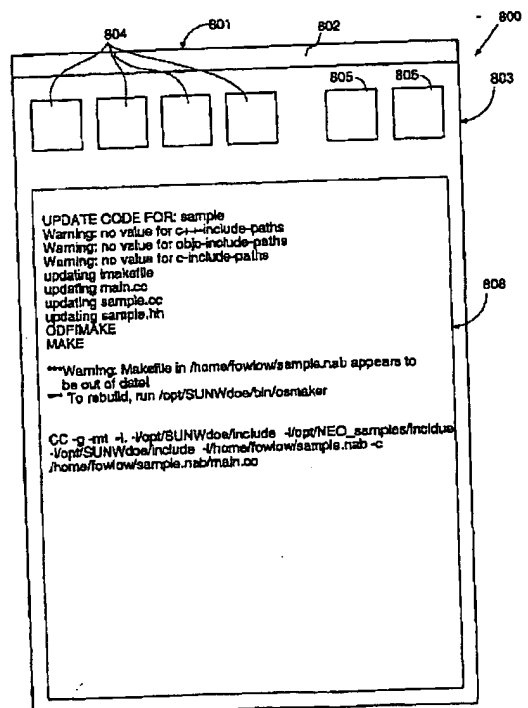 804 801 802 800
805 805 803
UPDATE CODE FOR: sample
Warning: no value for c++-include-paths
Warning: no value for objc-include-paths
Warning: no value for c-include-paths
updating Imakefile
updating main.cc
updating sample.cc
updating sample.hh
ODFIMAKE
MAKE
808
***Warning: Makefile in /home/fowlow/sample.nab appears to
be out of date!
*** To rebuild, run /opt/SUNWdoe/bin/osmaker
CC -g -mt -I. -I/opt/SUNWdoe/include -I/opt/NEO_samples/incldue
-I/opt/SUNWdoe/include -I/home/fowlow/sample.nab -c
/home/fowlow/sample.nab/main.cc